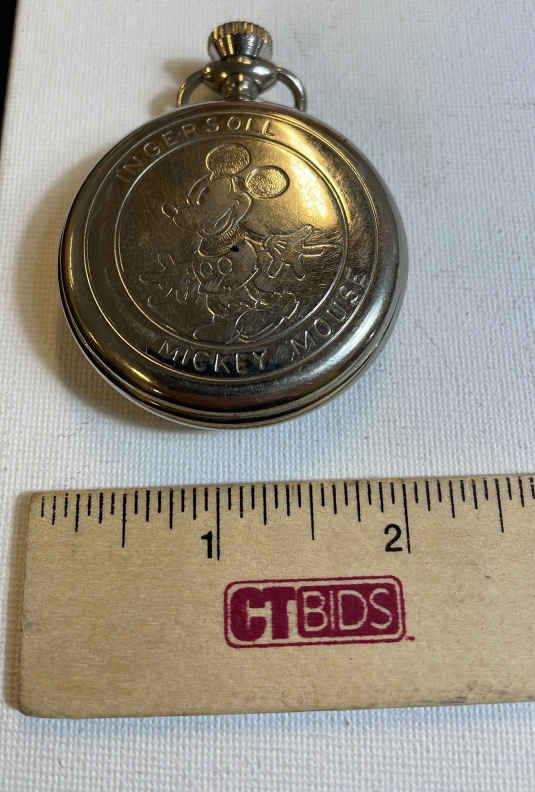 INGERSOLL
MICKEY MOUSE
1 2
CTBIDS